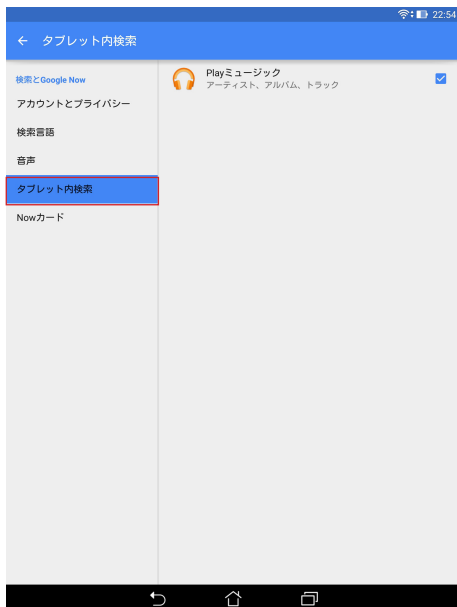 22:54
タブレット内検索
検索とGoogle Now
アカウントとプライバシー
検索言語
音声
タブレット内検索
Nowカード
Playミュージック
アーティスト、アルバム、トラック